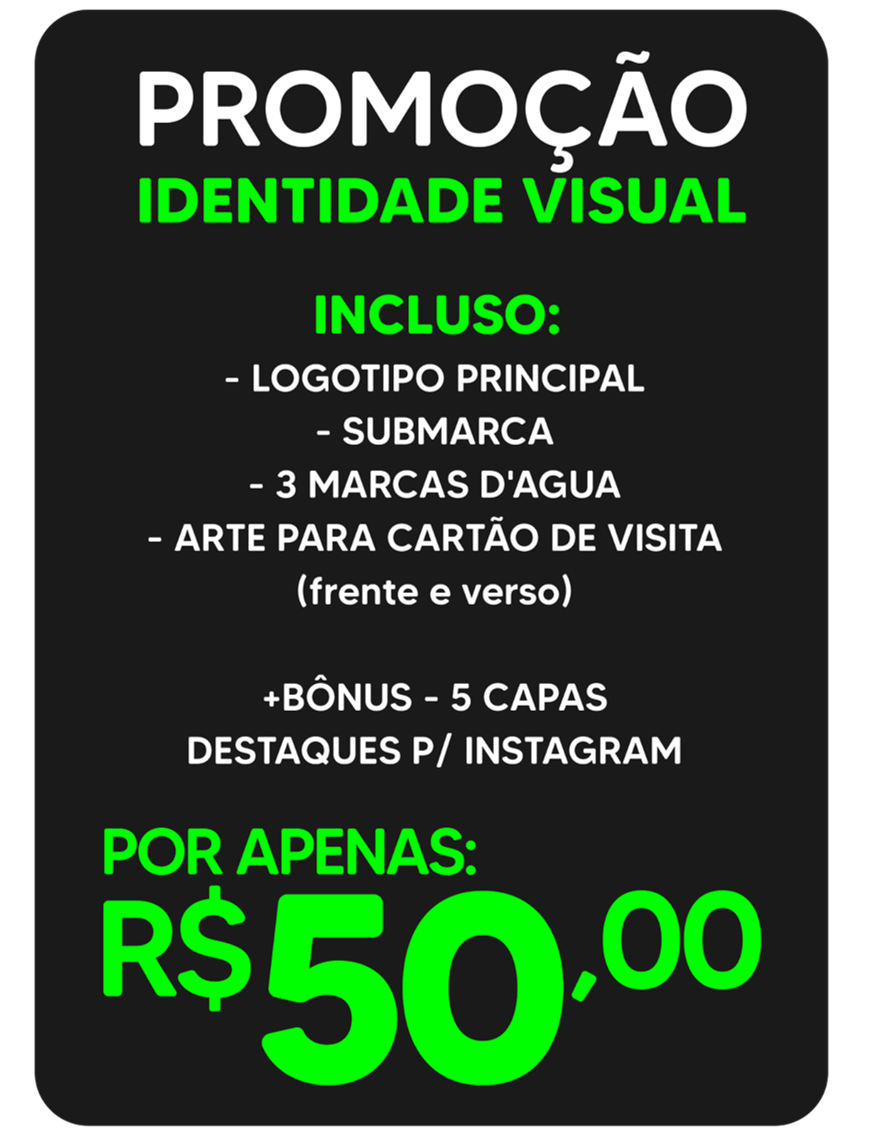 PROMOÇÃO
IDENTIDADE VISUAL
INCLUSO:
- LOGOTIPO PRINCIPAL
- SUBMARCA
- 3 MARCAS D'AGUA
- ARTE PARA CARTÃO DE VISITA
(frente e verso)
+BÔNUS - 5 CAPAS
DESTAQUES P/ INSTAGRAM
POR APENAS:
R$50,00